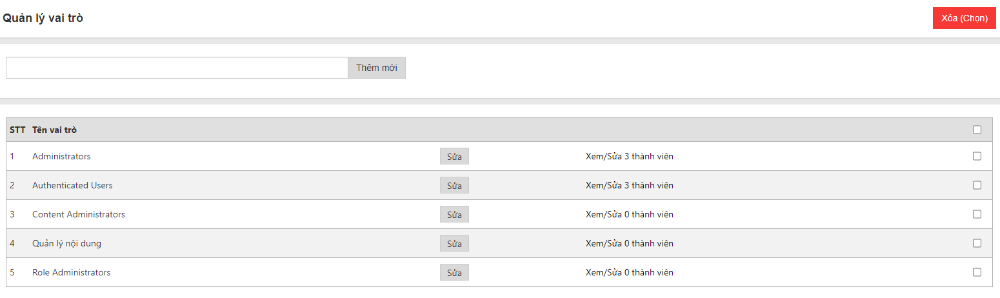 Quản lý vai trò
Xóa (Chọn)
Thêm mới
STT Tên vai trò
1 Administrators Sửa Xem/Sửa 3 thành viên
2 Authenticated Users Sửa Xem/Sửa 3 thành viên
3 Content Administrators Sửa Xem/Sửa 0 thành viên
4 Quản lý nội dung Sửa Xem/Sửa 0 thành viên
5 Role Administrators Sửa Xem/Sửa 0 thành viên